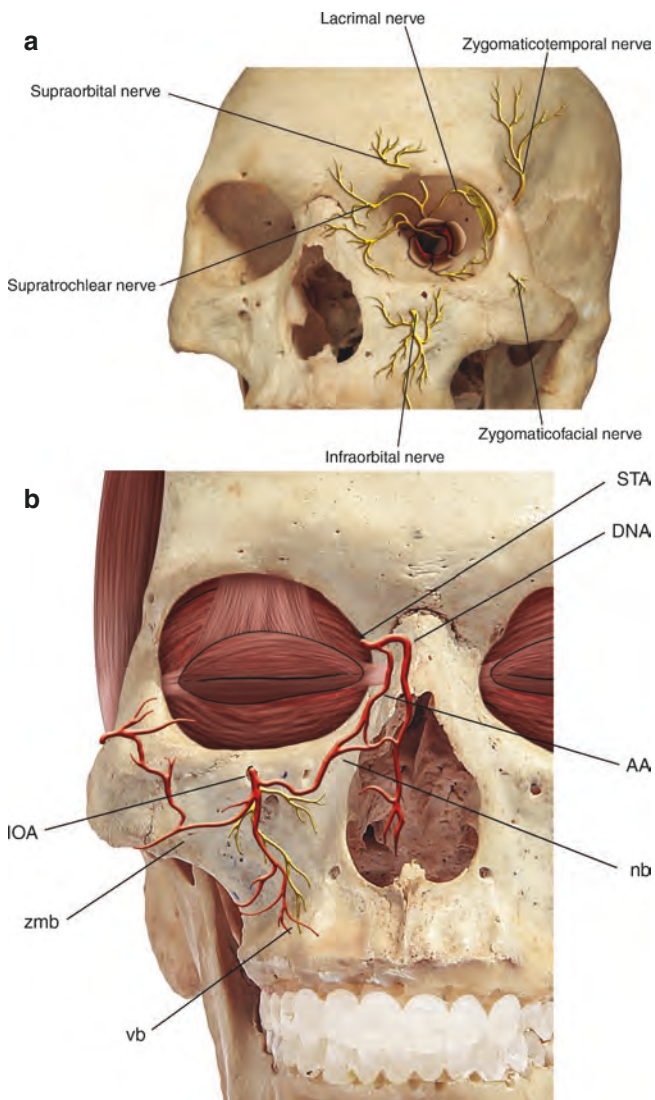 a
Lacrimal nerve
Zygomaticotemporal nerve
Supraorbital nerve
Supratrochlear nerve
Zygomaticofacial nerve
Infraorbital nerve
b
STA
DNA
AA
IOA
nb
zmb
vb